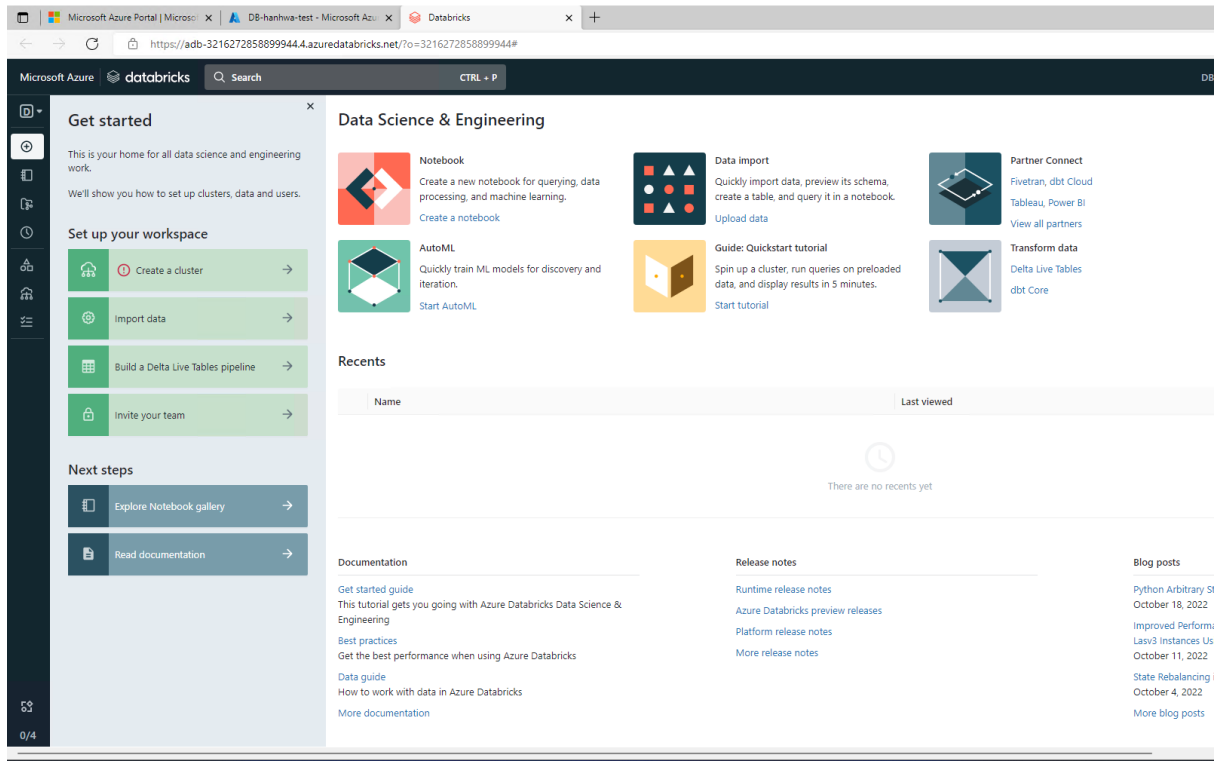 Microsoft Azure Portal | Microsof
DB-hanhwa-test - Microsoft Azu
Databricks
https://adb-3216272858899944.4.azuredatabricks.net/?o=3216272858899944#
Microsoft Azure
databricks
Search
CTRL + P
DB
D
Get started
This is your home for all data science and engineering
work.
We'll show you how to set up clusters, data and users.
Set up your workspace
Create a cluster
Import data
Build a Delta Live Tables pipeline
Invite your team
Next steps
Explore Notebook gallery
Read documentation
0/4
Data Science & Engineering
Notebook
Create a new notebook for querying, data
processing, and machine learning.
Create a notebook
Data import
Quickly import data, preview its schema,
create a table, and query it in a notebook.
Upload data
Partner Connect
Fivetran, dbt Cloud
Tableau, Power BI
View all partners
AutoML
Quickly train ML models for discovery and
iteration.
Start AutoML
Guide: Quickstart tutorial
Spin up a cluster, run queries on preloaded
data, and display results in 5 minutes.
Start tutorial
Transform data
Delta Live Tables
dbt Core
Recents
Name
Last viewed
There are no recents yet
Documentation
Get started guide
This tutorial gets you going with Azure Databricks Data Science &
Engineering
Best practices
Get the best performance when using Azure Databricks
Data guide
How to work with data in Azure Databricks
More documentation
Release notes
Runtime release notes
Azure Databricks preview releases
Platform release notes
More release notes
Blog posts
Python Arbitrary St
October 18, 2022
Improved Performa
Lasv3 Instances Us
October 11, 2022
State Rebalancing
October 4, 2022
More blog posts